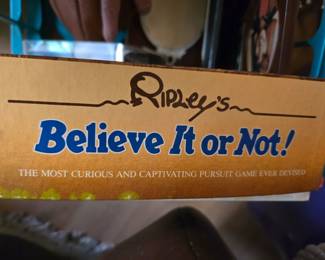 RIPLEY'S
Believe It or Not!
THE MOST CURIOUS AND CAPTIVATING PURSUIT GAME EVER DEVISED